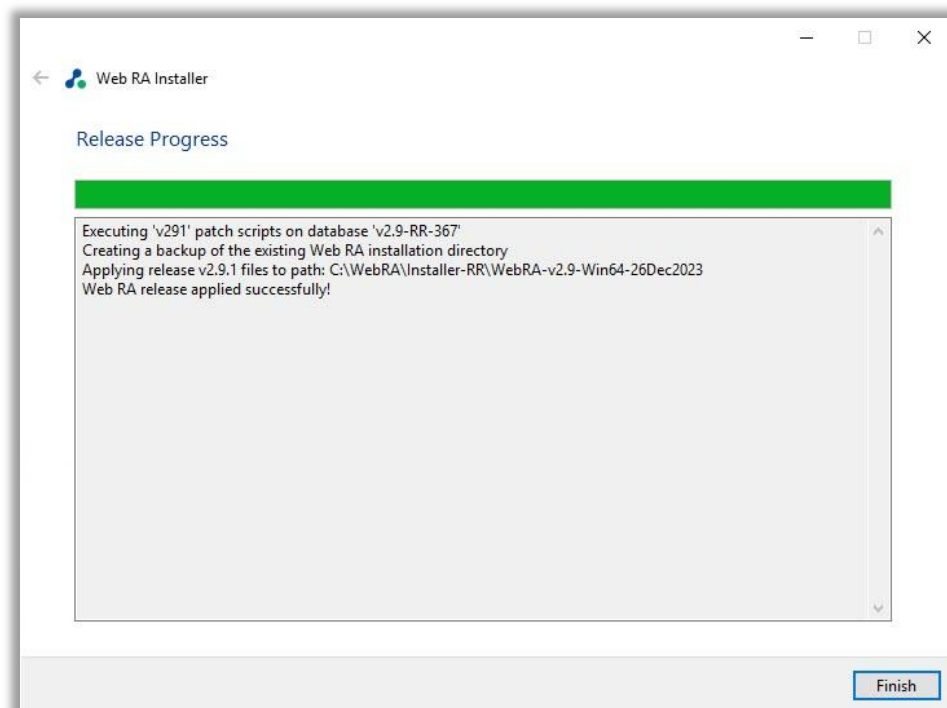 Web RA Installer
Release Progress
Executing 'v291' patch scripts on database 'v2.9-RR-367'
Creating a backup of the existing Web RA installation directory
Applying release v2.9.1 files to path: C:\WebRA\Installer-RR\WebRA-v2.9-Win64-26Dec2023
Web RA release applied successfully!
Finish